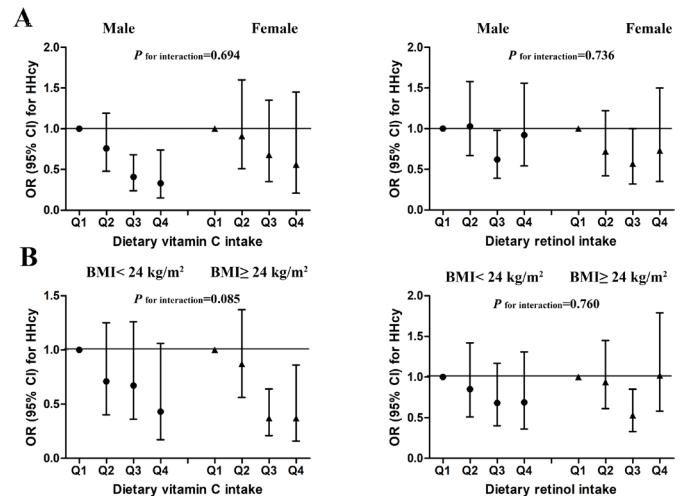 A
Male Female
P for interaction=0.694
OR (95% CI) for HHcy
2.0
1.5
1.0
0.5
0.0
Q1 Q2 Q3 Q4 Q1 Q2 Q3 Q4
Dietary vitamin C intake
Male Female
P for interaction=0.736
OR (95% CI) for HHcy
2.0
1.5
1.0
0.5
0.0
Q1 Q2 Q3 Q4 Q1 Q2 Q3 Q4
Dietary retinol intake
B
BMI< 24 kg/m² BMI≥ 24 kg/m²
P for interaction=0.085
OR (95% CI) for HHcy
1.5
1.0
0.5
0.0
Q1 Q2 Q3 Q4 Q1 Q2 Q3 Q4
Dietary vitamin C intake
BMI< 24 kg/m² BMI≥ 24 kg/m²
P for interaction=0.760
OR (95% CI) for HHcy
2.0
1.5
1.0
0.5
0.0
Q1 Q2 Q3 Q4 Q1 Q2 Q3 Q4
Dietary retinol intake